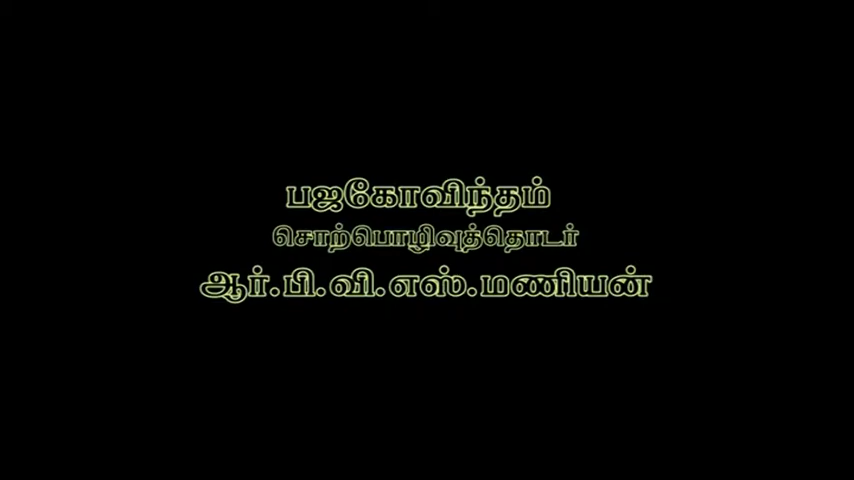 பஜகோவிந்தம்
சொற்பொழிவுத்தொடர்
ஆர்.பி.வி.எஸ்.மணியன்